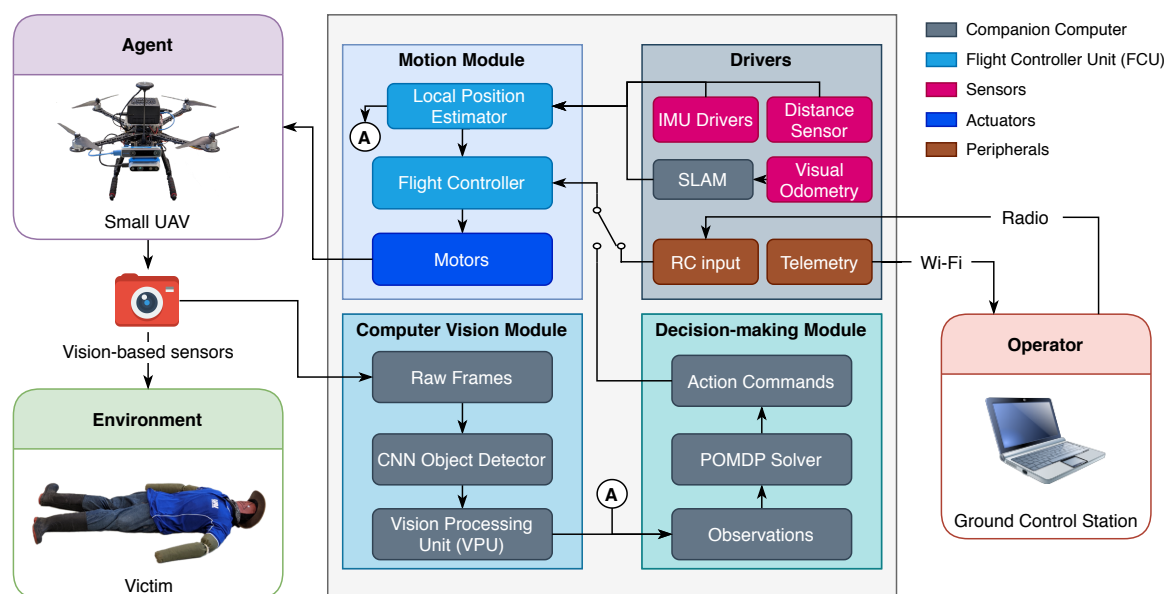 Agent
Small UAV
Vision-based sensors
Environment
Victim
Motion Module
Local Position
Estimator
A
Flight Controller
Motors
Drivers
IMU Drivers
Distance
Sensor
SLAM
Visual
Odometry
RC input
Telemetry
Computer Vision Module
Raw Frames
CNN Object Detector
Vision Processing
Unit (VPU)
A
Decision-making Module
Action Commands
POMDP Solver
Observations
Companion Computer
Flight Controller Unit (FCU)
Sensors
Actuators
Peripherals
Radio
Wi-Fi
Operator
Ground Control Station